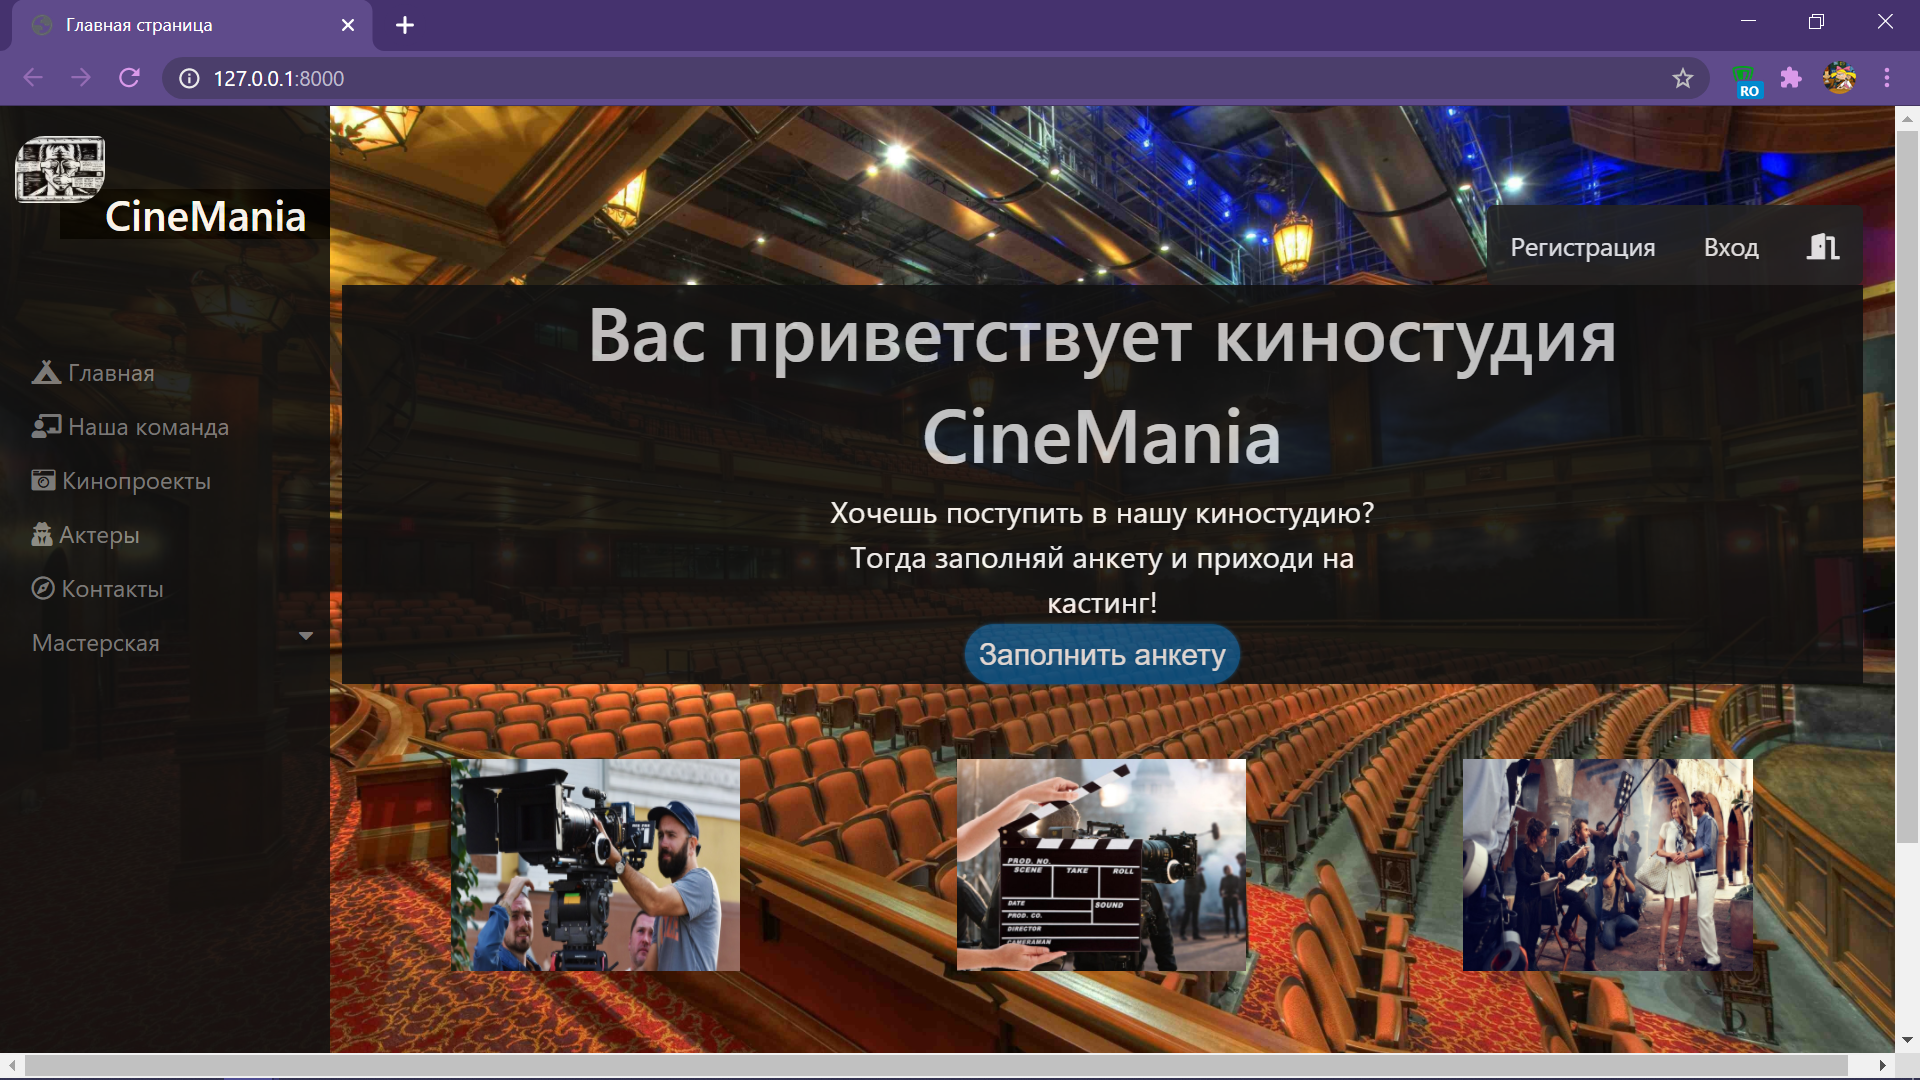 Главная страница
127.0.0.1:8000
RO
CineMania
Регистрация Вход
Главная
Наша команда
Кинопроекты
Актеры
Контакты
Мастерская
Вас приветствует киностудия
CineMania
Хочешь поступить в нашу киностудию?
Тогда заполняй анкету и приходи на
кастинг!
Заполнить анкету
PROD. NO.
SCENE TAKE ROLL
DATE SOUND
PROD. CO.
DIRECTOR
CAMERAMAN